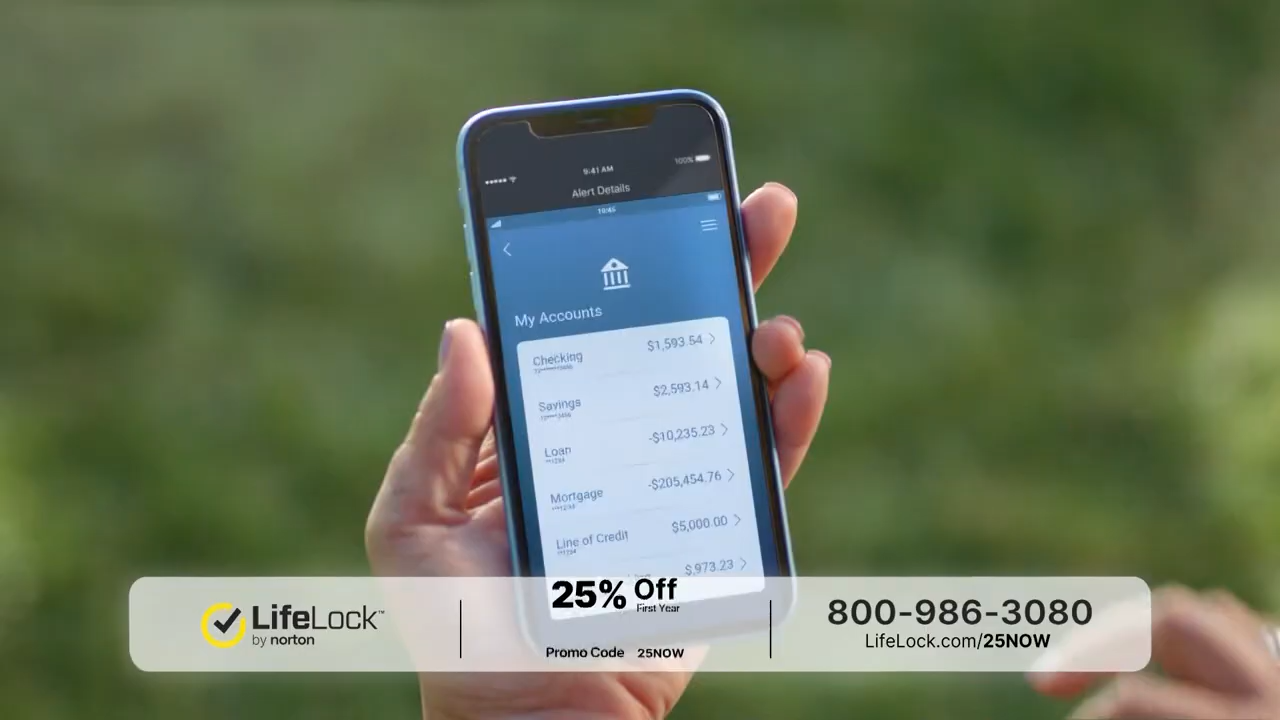 9:41 AM
100%
Alert Details
10:45
My Accounts
Checking
$1,593.54
Savings
$2,593.14
Loan
-$10,235.23
Mortgage
-$205,454.76
Line of Credit
$5,000.00
$973.23
LifeLock™
by norton
25% Off
First Year
Promo Code 25NOW
800-986-3080
LifeLock.com/25NOW